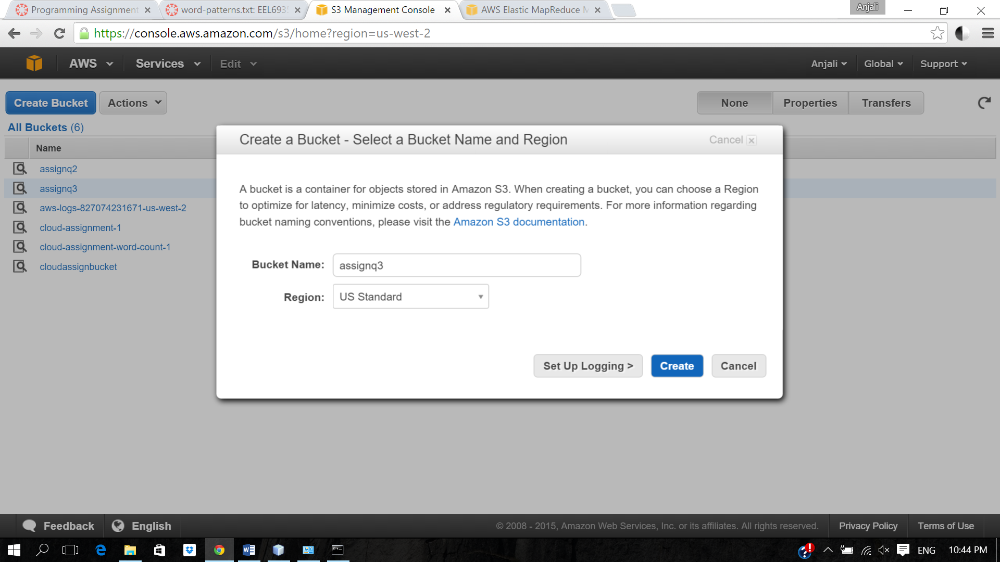 Programming Assignment
word-patterns.txt: EEL693
S3 Management Console
AWS Elastic MapReduce
Anjali
https://console.aws.amazon.com/s3/home?region=us-west-2
AWS Services Edit Anjali Global Support
Create Bucket Actions None Properties Transfers
All Buckets (6)
Name
assignq2
assignq3
aws-logs-827074231671-us-west-2
cloud-assignment-1
cloud-assignment-word-count-1
cloudassignbucket
Create a Bucket - Select a Bucket Name and Region Cancel
A bucket is a container for objects stored in Amazon S3. When creating a bucket, you can choose a Region
to optimize for latency, minimize costs, or address regulatory requirements. For more information regarding
bucket naming conventions, please visit the Amazon S3 documentation.
Bucket Name: assignq3
Region: US Standard
Set Up Logging > Create Cancel
Feedback English © 2008 - 2015, Amazon Web Services, Inc. or its affiliates. All rights reserved. Privacy Policy Terms of Use
ENG 10:44 PM